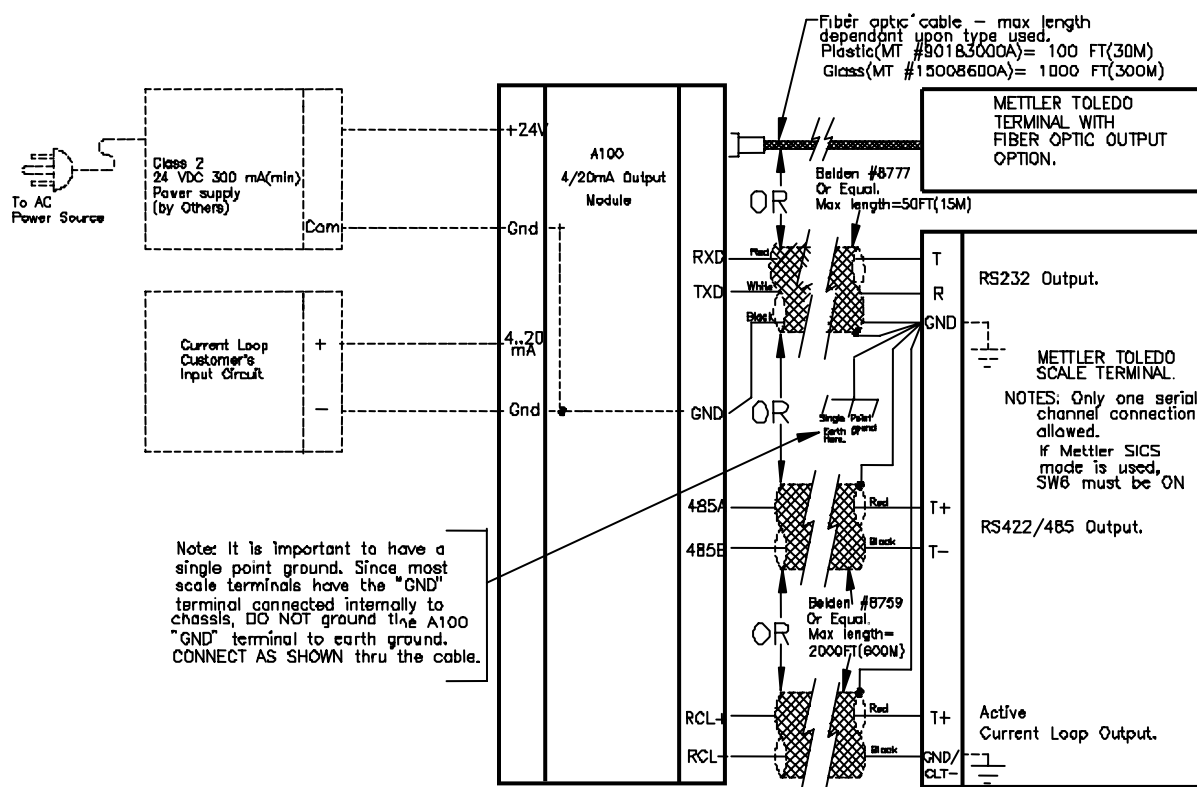 Fiber optic cable – max length
dependant upon type used.
Plastic(MT #90183000A)= 100 FT(30M)
Glass(MT #15008600A)= 1000 FT(300M)
METTLER TOLEDO
TERMINAL WITH
FIBER OPTIC OUTPUT
OPTION.
To AC
Power Source
Class 2
24 VDC 300 mA(min)
Power supply
(by Others)
Com
+24V
Gnd
A100
4/20mA Output
Module
OR
Belden #8777
Or Equal.
Max length=50FT(15M)
RXD
Red
TXD
White
Black
T
R
GND
RS232 Output.
Current Loop
Customer's
Input Circuit
+
–
4..20
mA
Gnd
GND
OR
Single Point
Earth Ground
Here.
METTLER TOLEDO
SCALE TERMINAL.
NOTES: Only one serial
channel connection
allowed.
If Mettler SICS
mode is used,
SW6 must be ON
485A
485B
Red
Black
T+
T–
RS422/485 Output.
Note: It is important to have a
single point ground. Since most
scale terminals have the "GND"
terminal connected internally to
chassis, DO NOT ground the A100
"GND" terminal to earth ground.
CONNECT AS SHOWN thru the cable.
OR
Belden #8759
Or Equal.
Max length=
2000FT(600M)
RCL+
RCL–
Red
Black
T+
GND/
CLT–
Active
Current Loop Output.